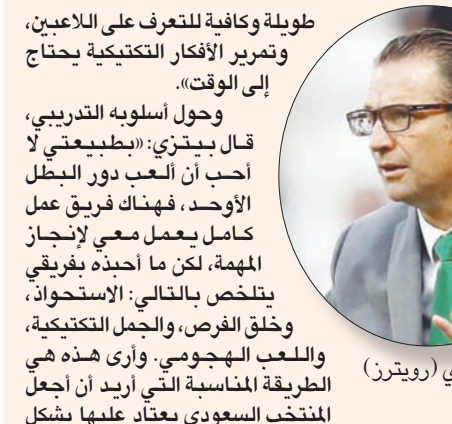 طويلة وكافية للتعرف على اللاعبين،
وتمرير الأفكار التكتيكية يحتاج
إلى الوقت».
وحول أسلوبه التدريبي،
قال بيتزي: «بطبيعتي لا
أحب أن ألعب دور البطل
الأوحد، فهناك فريق عمل
كامل يعمل معي لإنجاز
المهمة، لكن ما أحبذه بفريقي
يتلخص بالتالي: الاستحواذ،
وخلق الفرص، والجمل التكتيكية،
واللعب الهجومي. وأرى هذه هي
الطريقة المناسبة التي أريد أن أجعل
المنتخب السعودي يعتاد عليها بشكل
ي (رويترز)